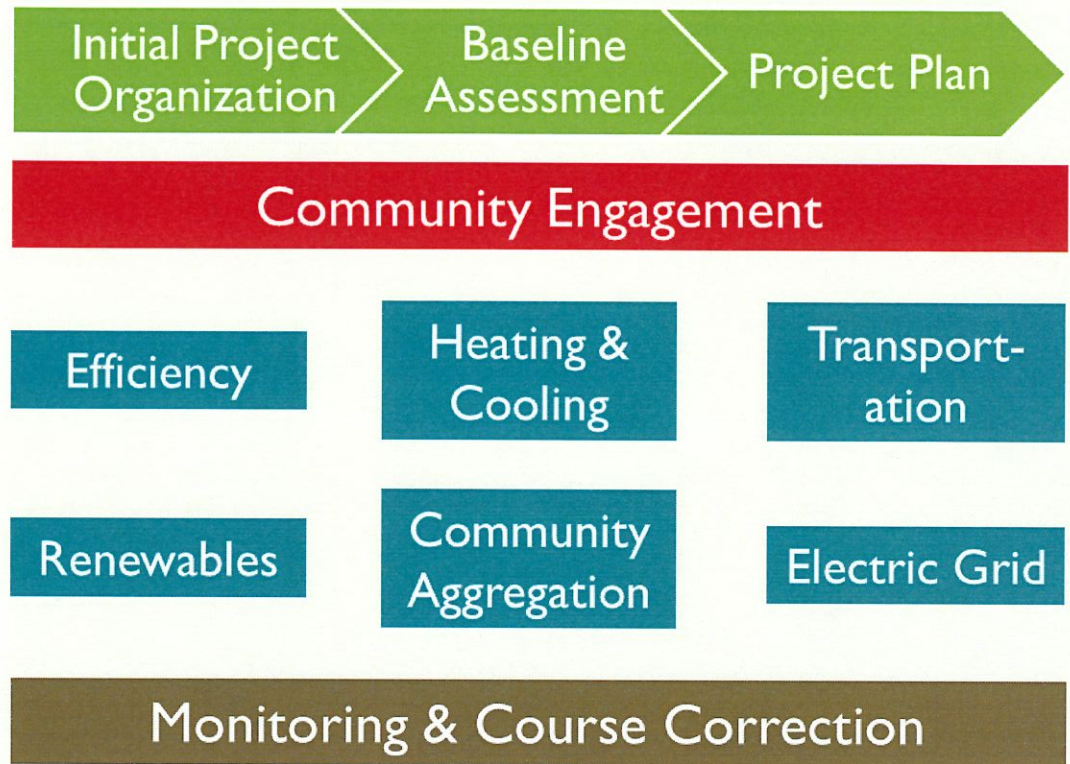 Initial Project
Organization
Baseline
Assessment
Project Plan
Community Engagement
Efficiency
Heating &
Cooling
Transport-
ation
Renewables
Community
Aggregation
Electric Grid
Monitoring & Course Correction